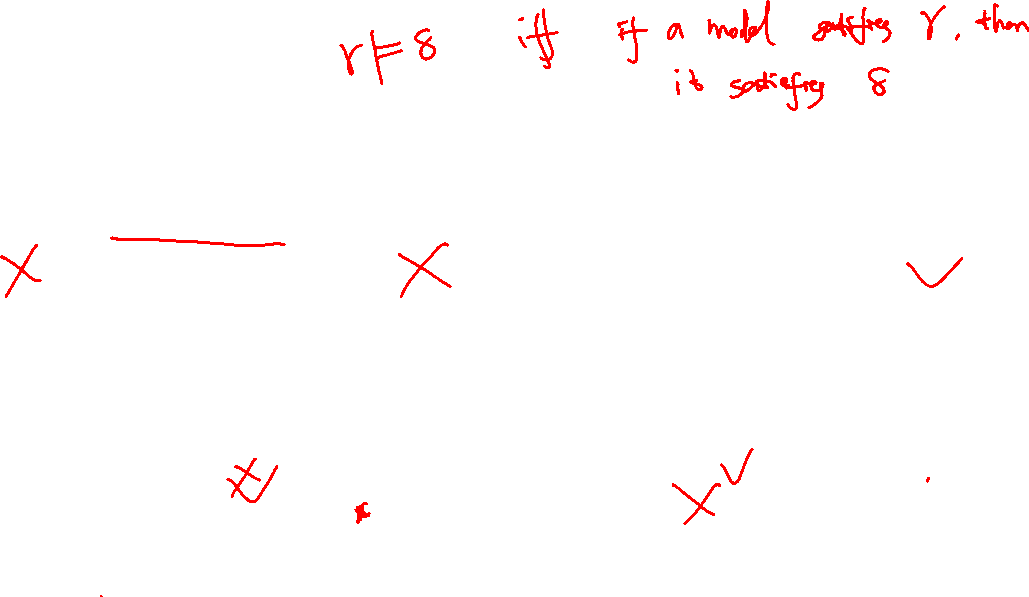 γ ⊨ δ iff if a model satisfies γ, then
it satisfies δ